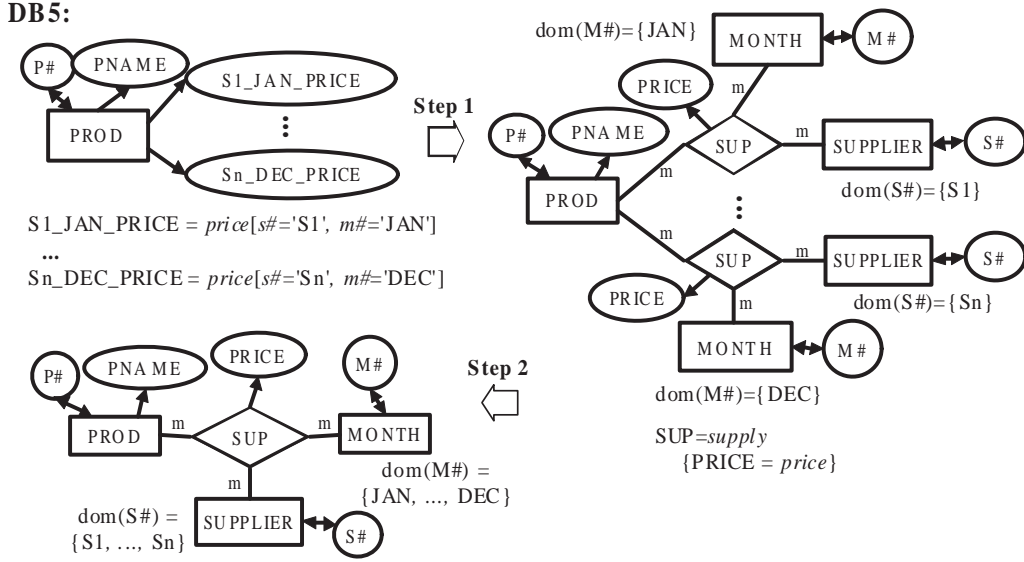 DB5:
P#
PNAME
S1_JAN_PRICE
PROD
Sn_DEC_PRICE
S1_JAN_PRICE = price[s#='S1', m#='JAN']
...
Sn_DEC_PRICE = price[s#='Sn', m#='DEC']
Step 1
dom(M#)={JAN}
MONTH
M#
m
PRICE
P#
PNAME
SUP
m
SUPPLIER
S#
m
dom(S#)={S1}
PROD
m
SUP
m
SUPPLIER
S#
PRICE
m
dom(S#)={Sn}
MONTH
M#
dom(M#)={DEC}
SUP=supply
{PRICE = price}
Step 2
P#
PNAME
PRICE
M#
PROD
m
SUP
m
MONTH
m
dom(M#) =
{JAN, ..., DEC}
dom(S#) =
{S1, ..., Sn}
SUPPLIER
S#